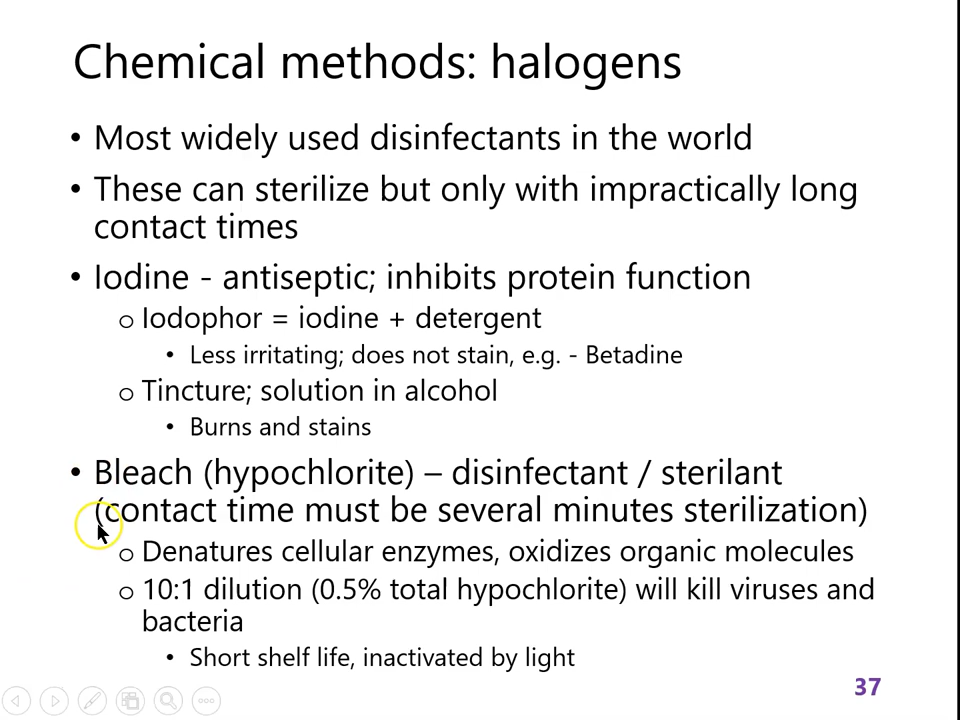 Chemical methods: halogens
• Most widely used disinfectants in the world
• These can sterilize but only with impractically long
contact times
• Iodine - antiseptic; inhibits protein function
o Iodophor = iodine + detergent
• Less irritating; does not stain, e.g. - Betadine
o Tincture; solution in alcohol
• Burns and stains
• Bleach (hypochlorite) – disinfectant / sterilant
(contact time must be several minutes sterilization)
o Denatures cellular enzymes, oxidizes organic molecules
o 10:1 dilution (0.5% total hypochlorite) will kill viruses and
bacteria
• Short shelf life, inactivated by light
37